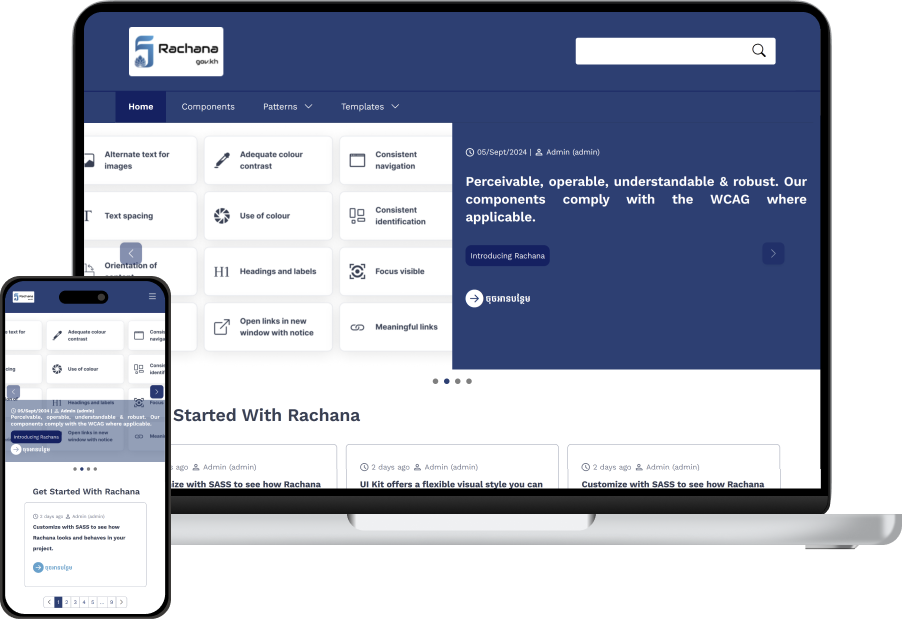 Rachana
gov.kh
Home
Components
Patterns
Templates
Alternate text for
images
Adequate colour
contrast
Consistent
navigation
Text spacing
Use of colour
Consistent
identification
Orientation of
H1
Headings and labels
Focus visible
Open links in new
window with notice
Meaningful links
05/Sept/2024 | Admin (admin)
Perceivable, operable, understandable & robust. Our
components comply with the WCAG where
applicable.
Introducing Rachana
ចុចអានបន្ថែម
Started With Rachana
s ago Admin (admin)
ize with SASS to see how Rachana
2 days ago Admin (admin)
UI Kit offers a flexible visual style you can
2 days ago Admin (admin)
Customize with SASS to see how Rachana
Rachana
e text for
Adequate colour
contrast
Consis
naviga
cing
Use of colour
Consis
identif
H1
Headings and labels
Focus
05/Sept/2024 | Admin (admin)
Perceivable, operable, understandable & robust. Our
components comply with the WCAG where applicable.
Introducing Rachana
Open links in new
window with notice
Meanin
ចុចអានបន្ថែម
Get Started With Rachana
2 days ago Admin (admin)
Customize with SASS to see how
Rachana looks and behaves in your
project.
ចុចអានបន្ថែម
1 2 3 4 5 ... 9